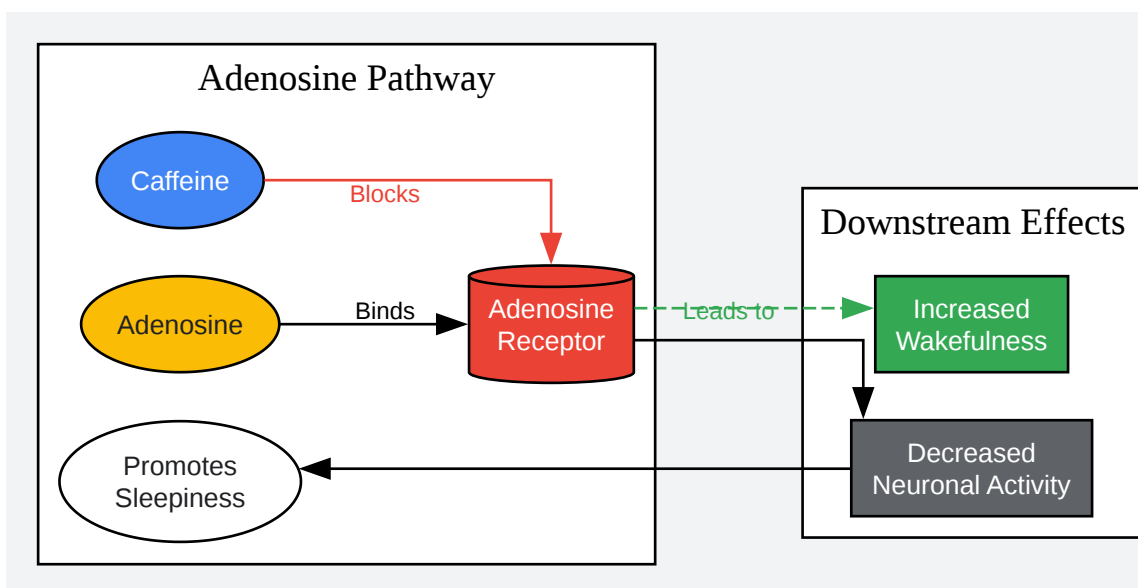 Adenosine Pathway
Caffeine
Blocks
Adenosine
Binds
Adenosine
Receptor
Promotes
Sleepiness
Leads to
Downstream Effects
Increased
Wakefulness
Decreased
Neuronal Activity